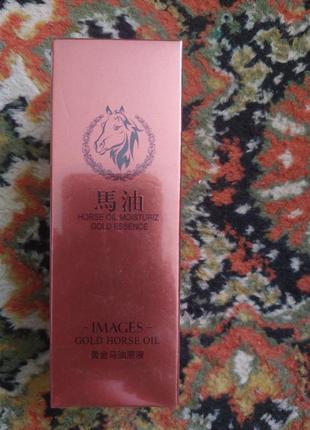 馬油
HORSE OIL MOISTURIZ
GOLD ESSENCE
-IMAGES-
GOLD HORSE OIL
黄金马油原液